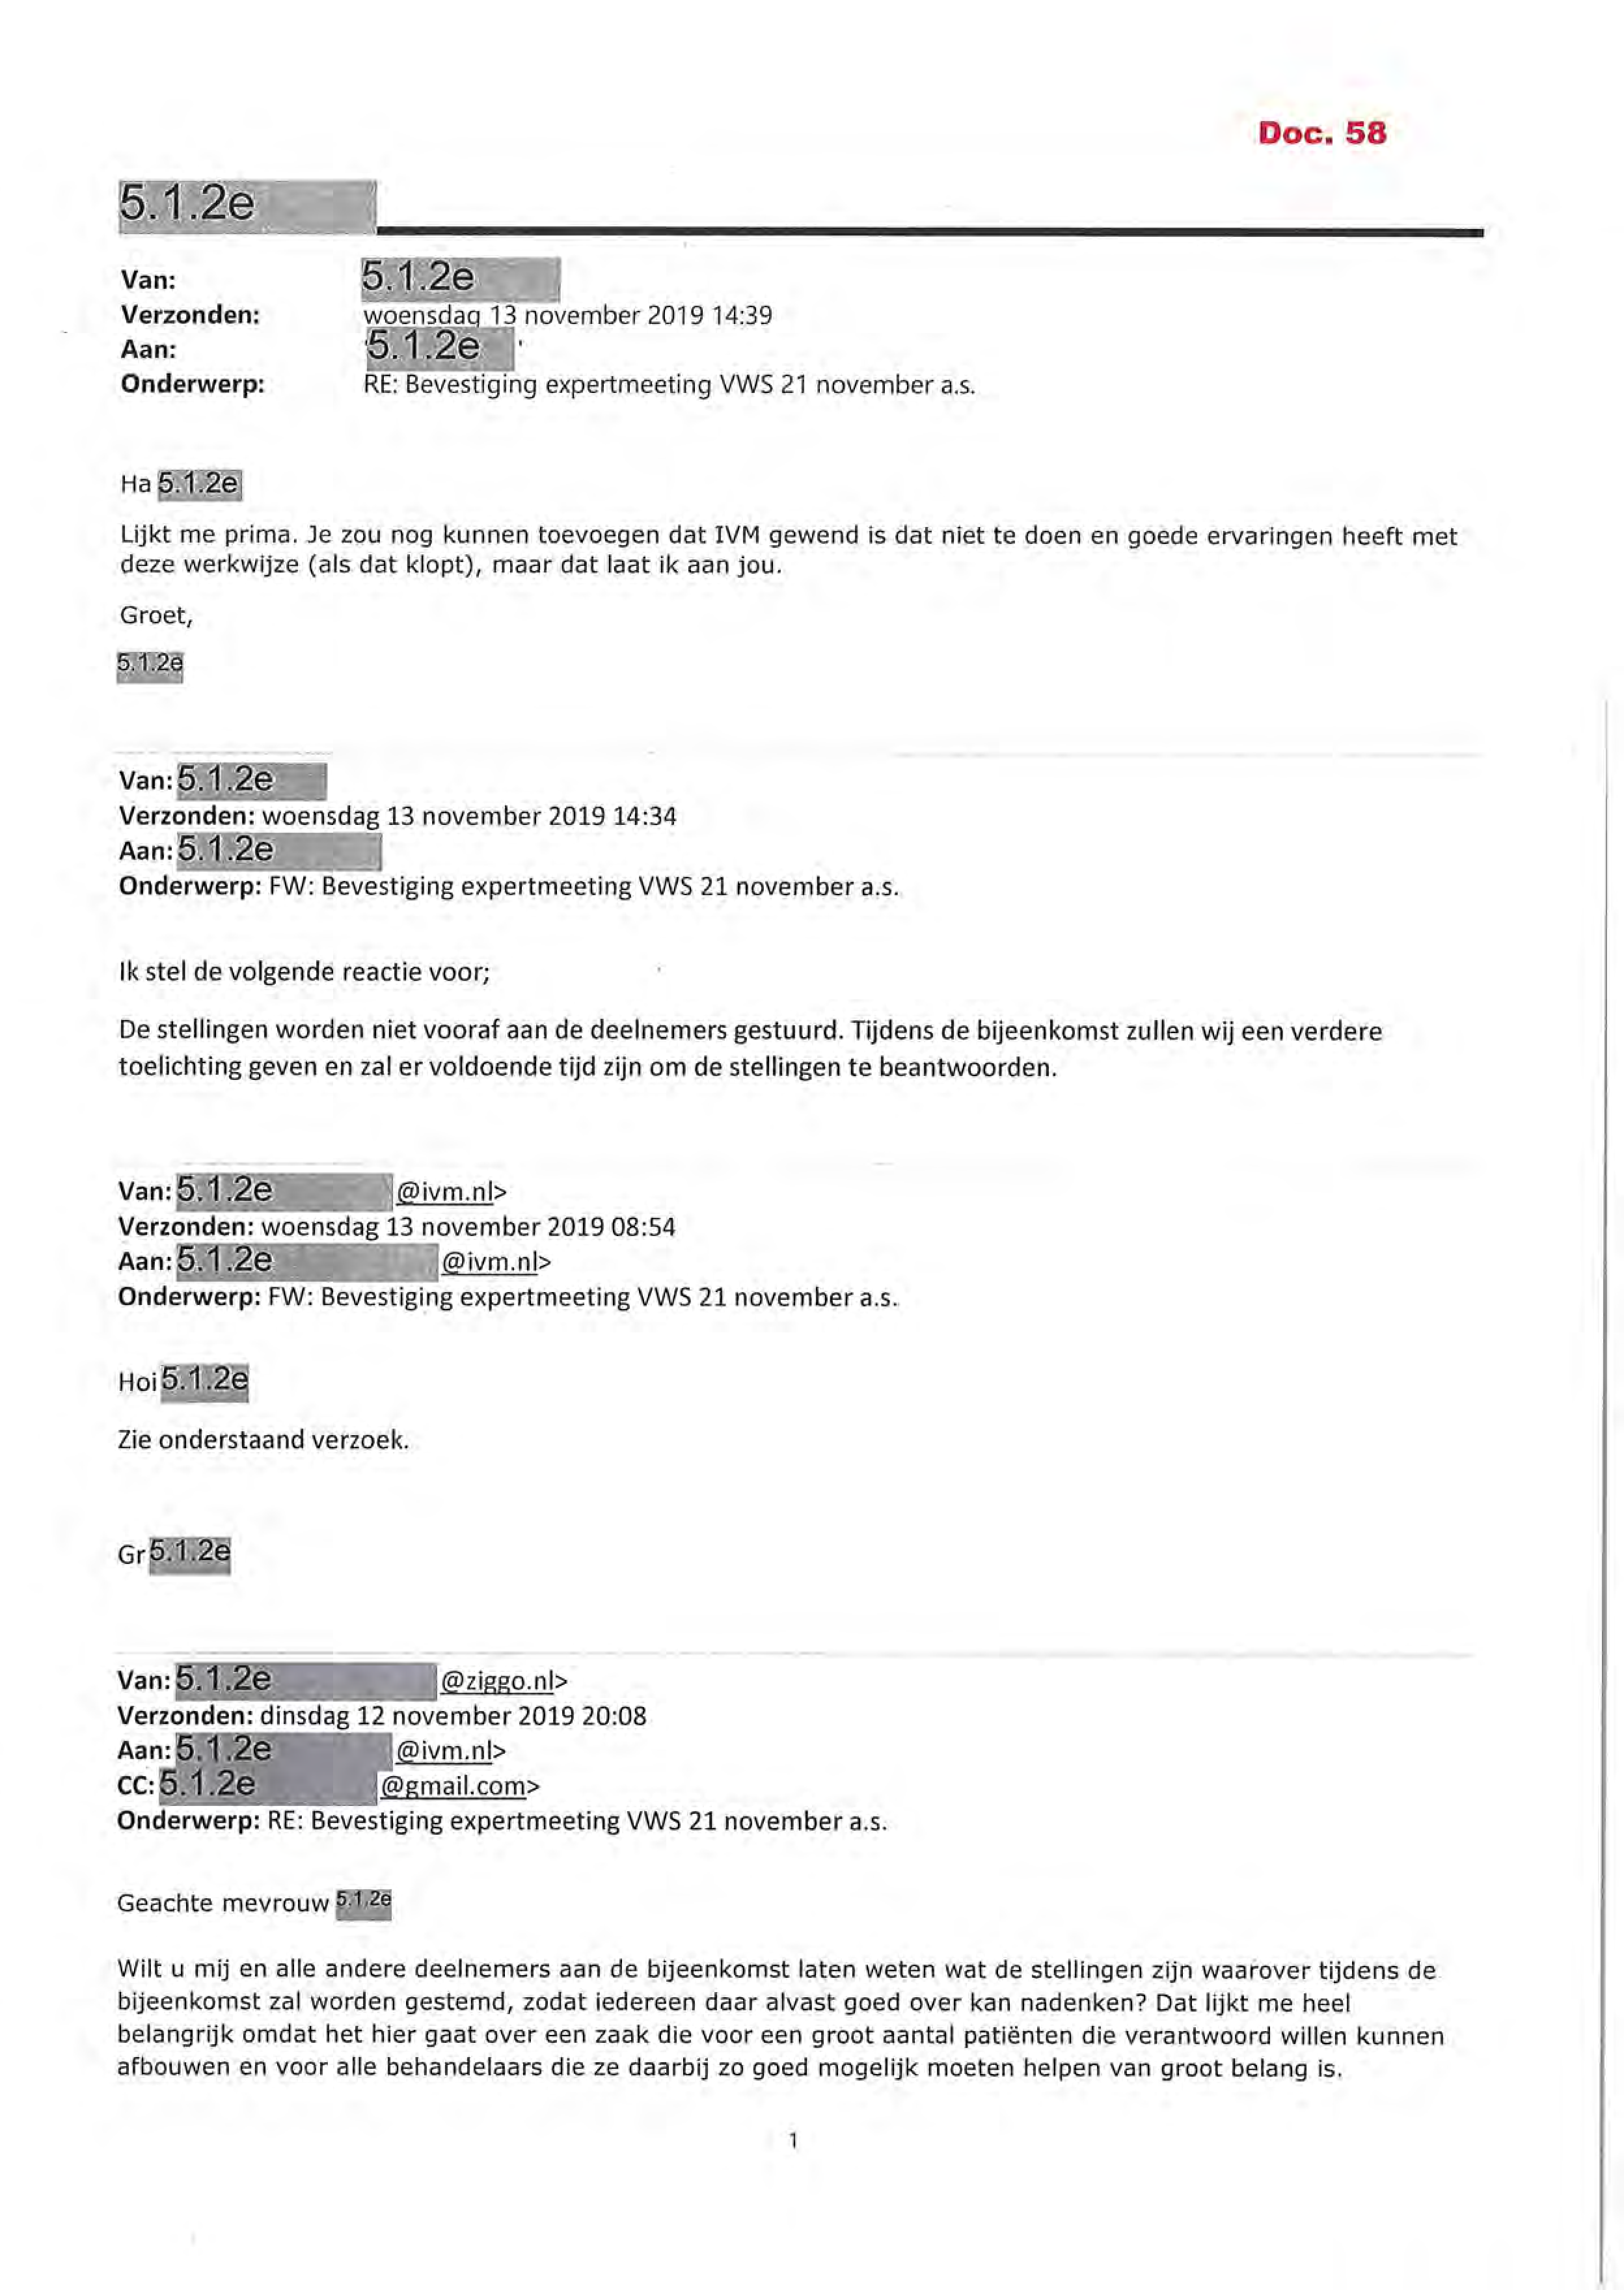 Doc. 58
5.1.2e
Van: 5.1.2e
Verzonden: woensdag 13 november 2019 14:39
Aan: '5.1.2e '
Onderwerp: RE: Bevestiging expertmeeting VWS 21 november a.s.
Ha 5.1.2e
Lijkt me prima. Je zou nog kunnen toevoegen dat IVM gewend is dat niet te doen en goede ervaringen heeft met
deze werkwijze (als dat klopt), maar dat laat ik aan jou.
Groet,
5.1.2e
Van: 5.1.2e
Verzonden: woensdag 13 november 2019 14:34
Aan: 5.1.2e
Onderwerp: FW: Bevestiging expertmeeting VWS 21 november a.s.
Ik stel de volgende reactie voor;
De stellingen worden niet vooraf aan de deelnemers gestuurd. Tijdens de bijeenkomst zullen wij een verdere
toelichting geven en zal er voldoende tijd zijn om de stellingen te beantwoorden.
Van: 5.1.2e @ivm.nl>
Verzonden: woensdag 13 november 2019 08:54
Aan: 5.1.2e @ivm.nl>
Onderwerp: FW: Bevestiging expertmeeting VWS 21 november a.s.
Hoi 5.1.2e
Zie onderstaand verzoek.
Gr 5.1.2e
Van: 5.1.2e @ziggo.nl>
Verzonden: dinsdag 12 november 2019 20:08
Aan: 5.1.2e @ivm.nl>
CC: 5.1.2e @gmail.com>
Onderwerp: RE: Bevestiging expertmeeting VWS 21 november a.s.
Geachte mevrouw 5.1.2e
Wilt u mij en alle andere deelnemers aan de bijeenkomst laten weten wat de stellingen zijn waarover tijdens de
bijeenkomst zal worden gestemd, zodat iedereen daar alvast goed over kan nadenken? Dat lijkt me heel
belangrijk omdat het hier gaat over een zaak die voor een groot aantal patiënten die verantwoord willen kunnen
afbouwen en voor alle behandelaars die ze daarbij zo goed mogelijk moeten helpen van groot belang is.
1